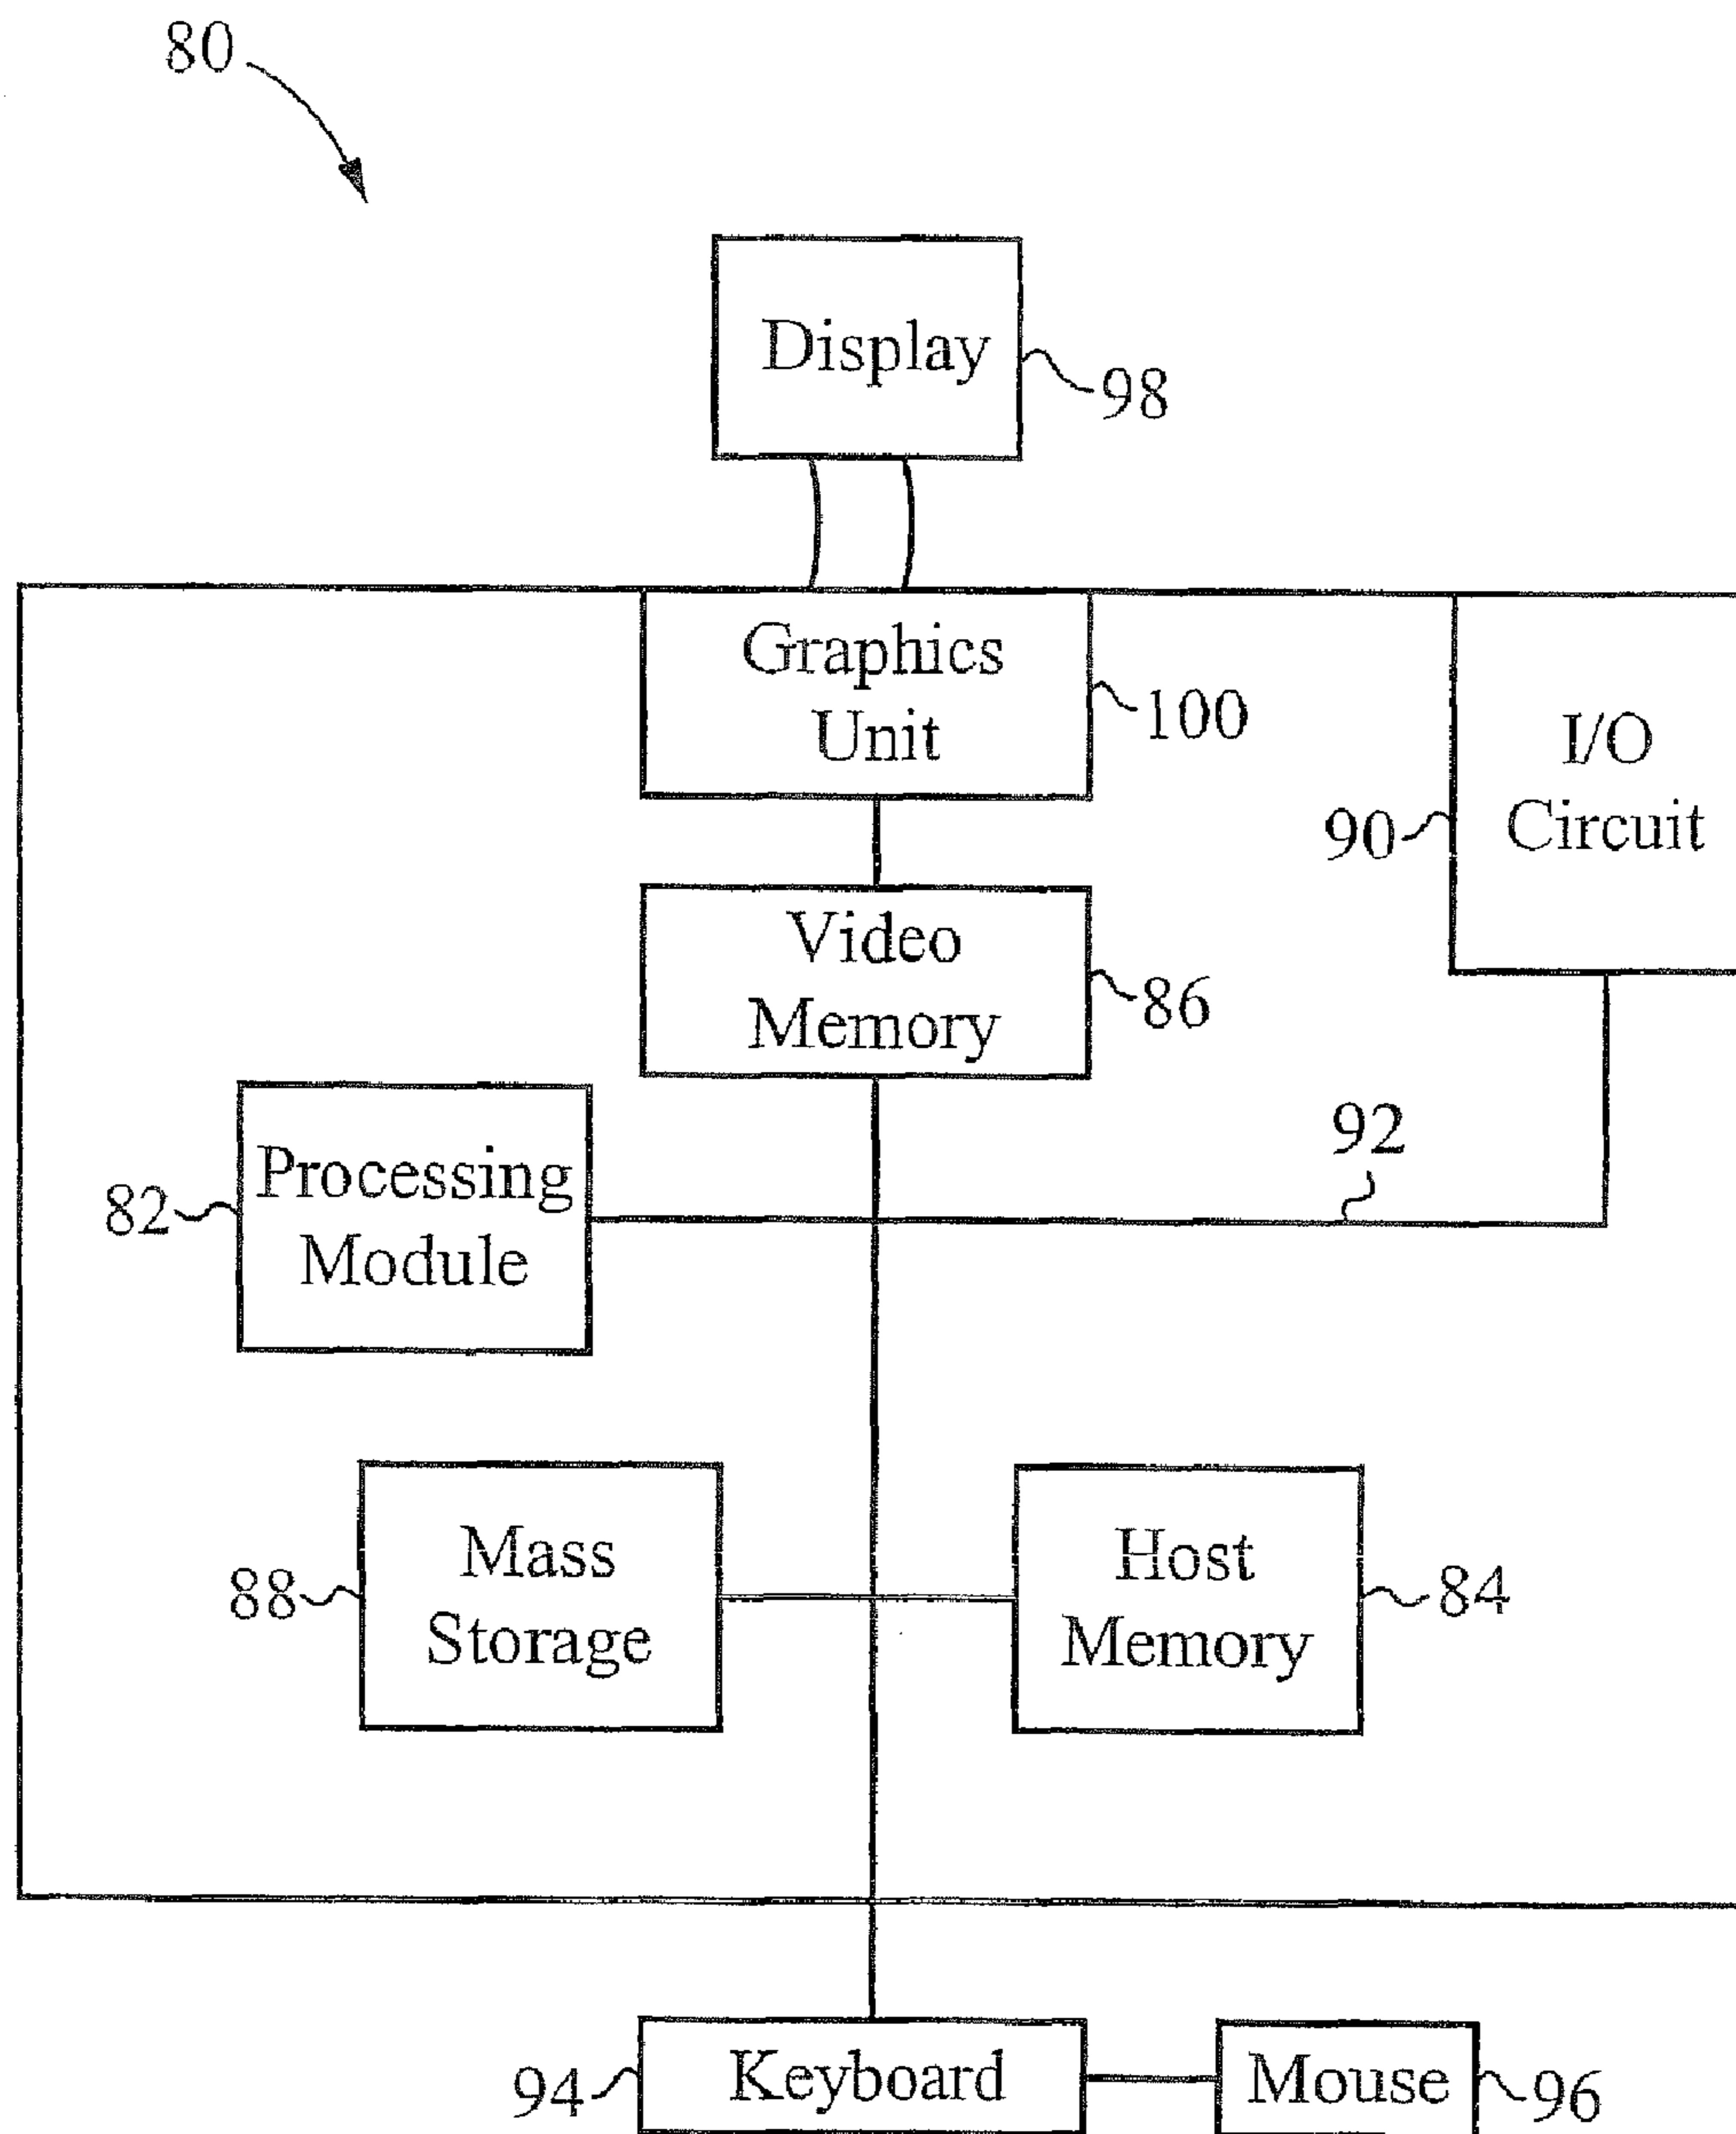 80
Display
98
Graphics
Unit
100
I/O
Circuit
90
Video
Memory
86
92
Processing
Module
82
Mass
Storage
88
Host
Memory
84
Keyboard
94
Mouse
96